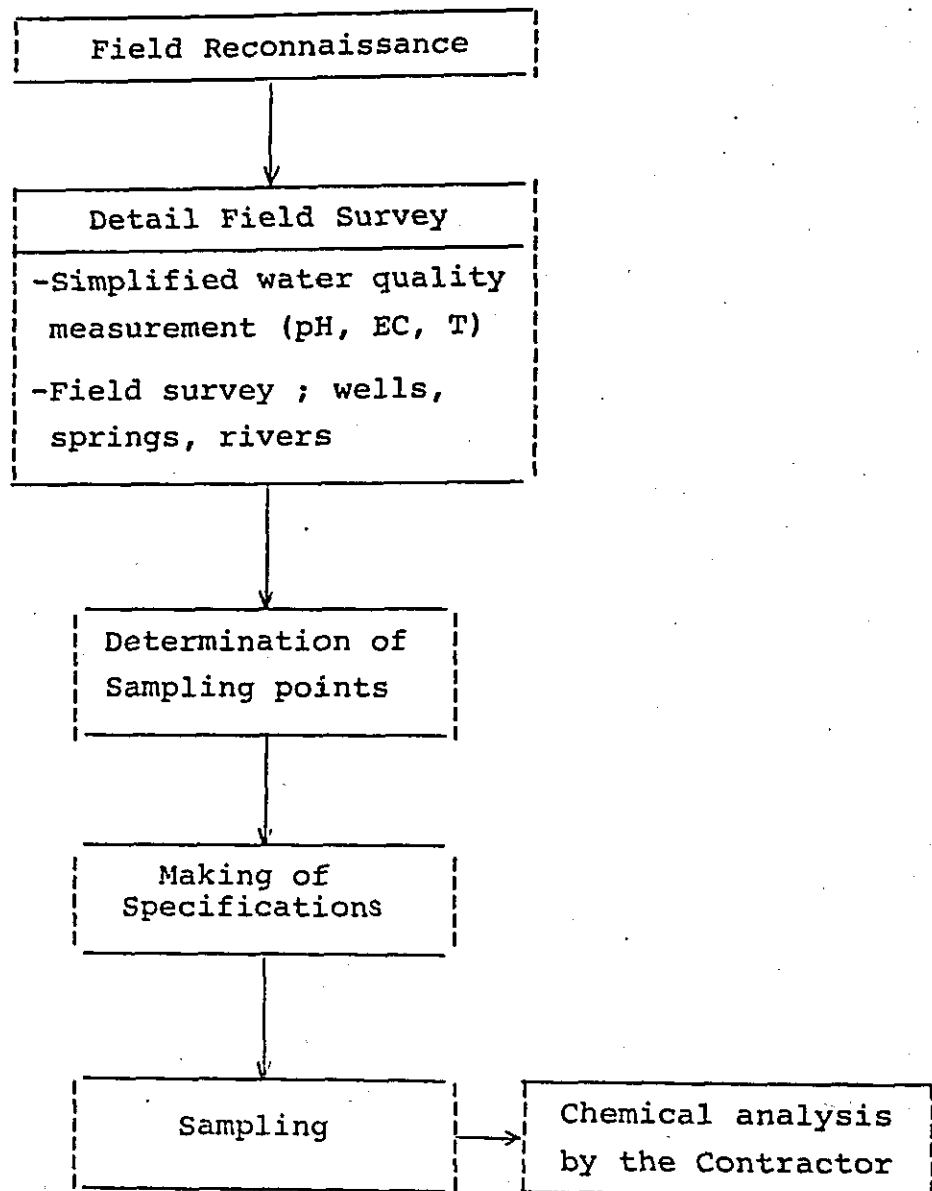 Field Reconnaissance
Detail Field Survey
-Simplified water quality
measurement (pH, EC, T)
-Field survey ; wells,
springs, rivers
Determination of
Sampling points
Making of
Specifications
Sampling
Chemical analysis
by the Contractor